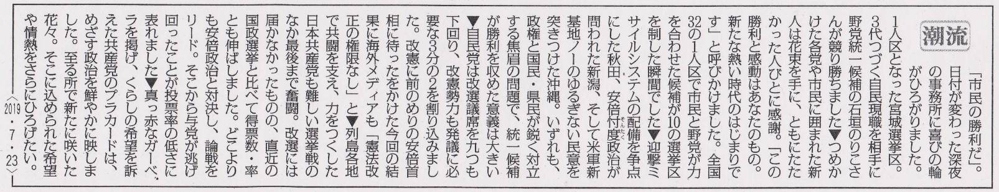 潮流
「市民の勝利だ」。
日付が変わった深夜
の事務所に喜びの輪
がひろがりました。
1人区となった宮城選挙区。
3代つづく自民現職を相手に
野党統一候補の石垣のりこさ
んが競り勝ちました▼つめか
けた各党や市民に囲まれた新
人は花束を手に、ともにたた
かった人びとに感謝。「この
勝利と感動はあなたのもの。
新たな熱い時代のはじまりで
す」と呼びかけました。全国
32の1人区で市民と野党が力
を合わせた候補が10の選挙区
を制した瞬間でした▼迎撃ミ
サイルシステムの配備を争点
にした秋田、安倍忖度政治が
そんたく
問われた新潟、そして米軍新
基地ノーのゆるぎない民意を
突きつけた沖縄。いずれも、
政権と国民・県民が鋭く対立
する焦眉の問題で、統一候補
が勝利を収めた意義は大きい
▼自民党は改選議席を九つも
下回り、改憲勢力も発議に必
要な3分の2を割り込みまし
た。改憲に前のめりの安倍首
相に待ったをかけた今回の結
果に海外メディアも「憲法改
正の権限なし」と▼列島各地
で共闘を支え、力をつくした
日本共産党も難しい選挙戦の
なか最後まで奮闘。改選には
届かなかったものの、直近の
国政選挙と比べて得票数・率
とも伸ばしました。どこより
も安倍政治と対決し、論戦を
リード。そこから与党が逃げ
回ったことが投票率の低さに
表れました▼真っ赤なガーベ
ラを掲げ、くらしの希望を訴
えた共産党のプラカードは、
めざす政治を鮮やかに映しま
した。至る所で新たに咲いた
花々。そこに込められた希望
や情熱をさらにひろげたい。
〈2019・7・23〉